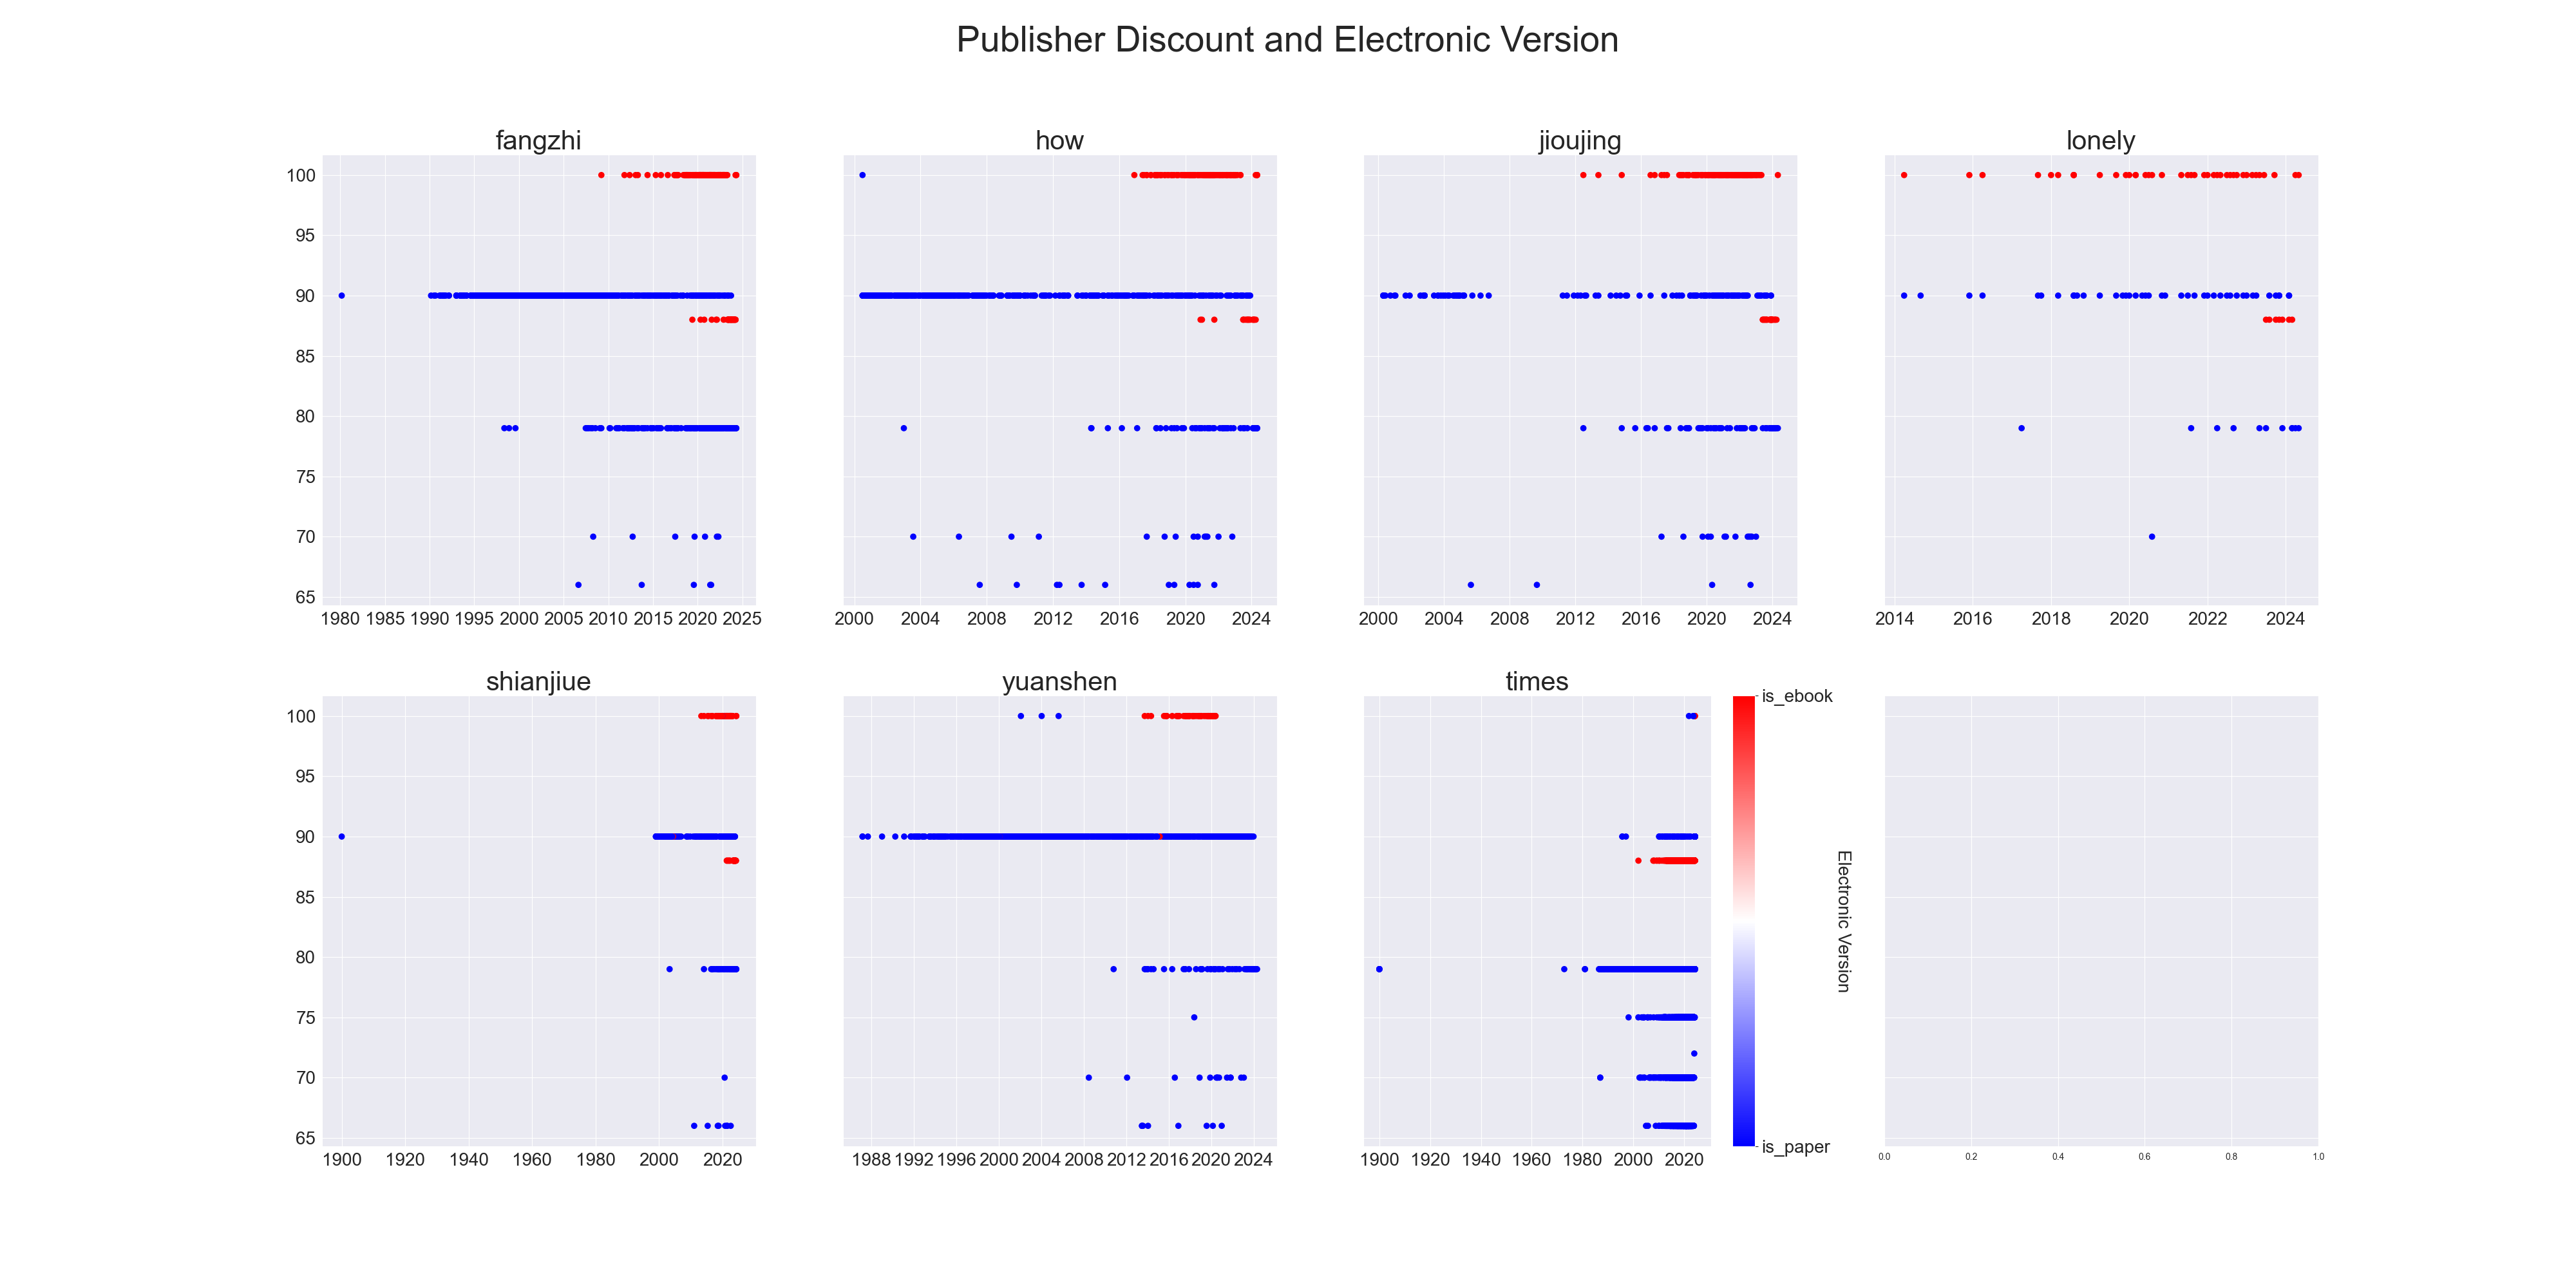 Publisher Discount and Electronic Version
fangzhi
how
jioujing
lonely
100
95
90
85
80
75
70
65
1980 1985 1990 1995 2000 2005 2010 2015 2020 2025
2000 2004 2008 2012 2016 2020 2024
2000 2004 2008 2012 2016 2020 2024
2014 2016 2018 2020 2022 2024
shianjiue
yuanshen
times
100
95
90
85
80
75
70
65
1900 1920 1940 1960 1980 2000 2020
1988 1992 1996 2000 2004 2008 2012 2016 2020 2024
1900 1920 1940 1960 1980 2000 2020
is_ebook
Electronic Version
is_paper
0.0 0.2 0.4 0.6 0.8 1.0